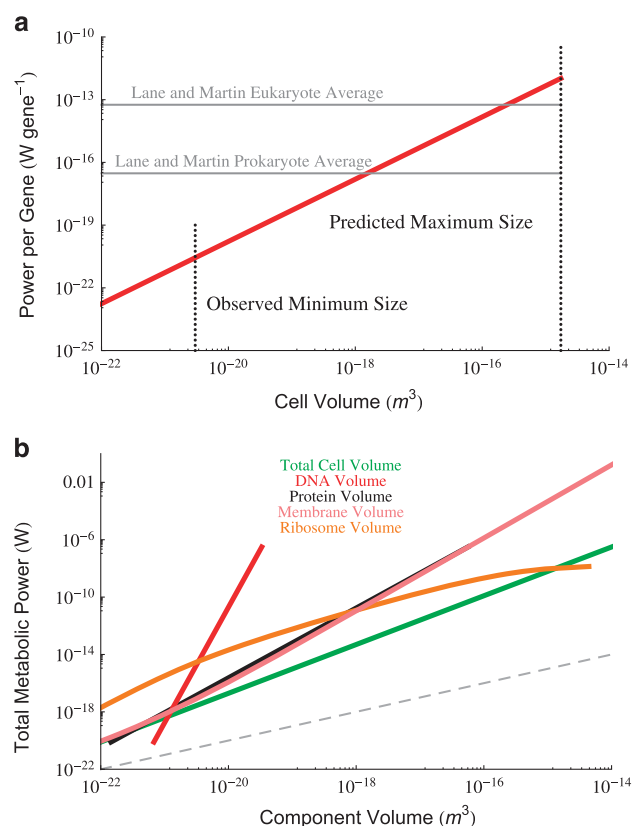 a
Power per Gene (W gene⁻¹)
10⁻¹⁰
10⁻¹³
10⁻¹⁶
10⁻¹⁹
10⁻²²
10⁻²⁵
Lane and Martin Eukaryote Average
Lane and Martin Prokaryote Average
Predicted Maximum Size
Observed Minimum Size
10⁻²² 10⁻²⁰ 10⁻¹⁸ 10⁻¹⁶ 10⁻¹⁴
Cell Volume (m³)
b
Total Metabolic Power (W)
0.01
10⁻⁶
10⁻¹⁰
10⁻¹⁴
10⁻¹⁸
10⁻²²
Total Cell Volume
DNA Volume
Protein Volume
Membrane Volume
Ribosome Volume
10⁻²² 10⁻²⁰ 10⁻¹⁸ 10⁻¹⁶ 10⁻¹⁴
Component Volume (m³)